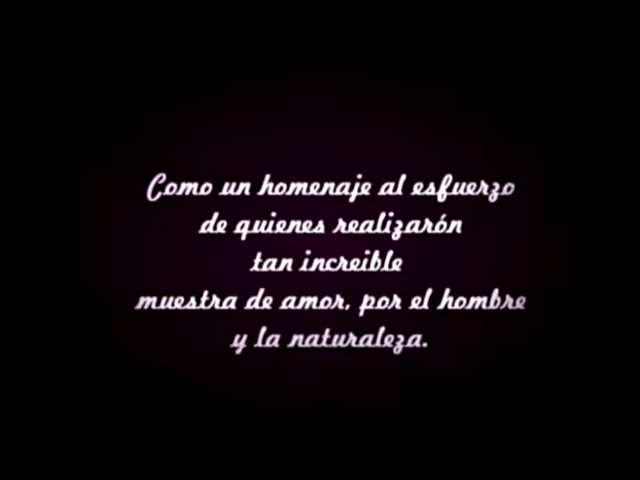 Como un homenaje al esfuerzo
de quienes realizarón
tan increible
muestra de amor, por el hombre
y la naturaleza.